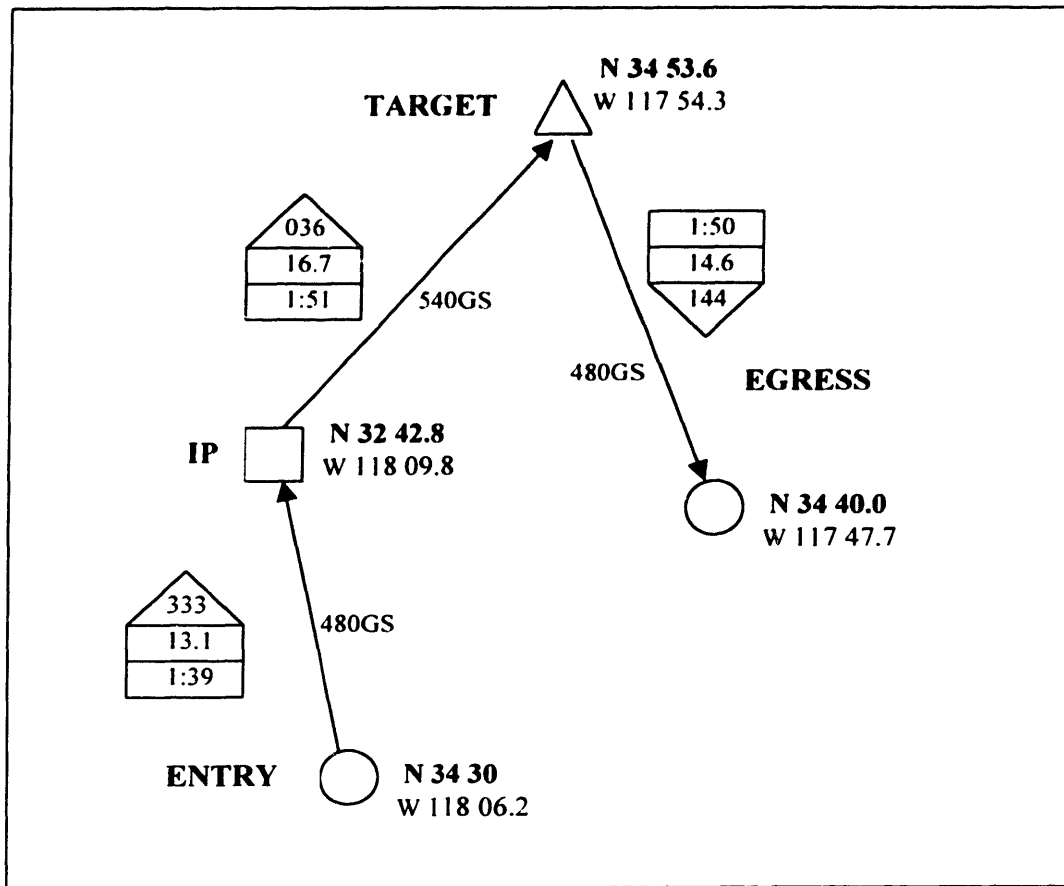 N 34 53.6
W 117 54.3
TARGET
036
16.7
1:51
1:50
14.6
144
540GS
480GS
EGRESS
IP
N 32 42.8
W 118 09.8
N 34 40.0
W 117 47.7
333
13.1
1:39
480GS
ENTRY
N 34 30
W 118 06.2